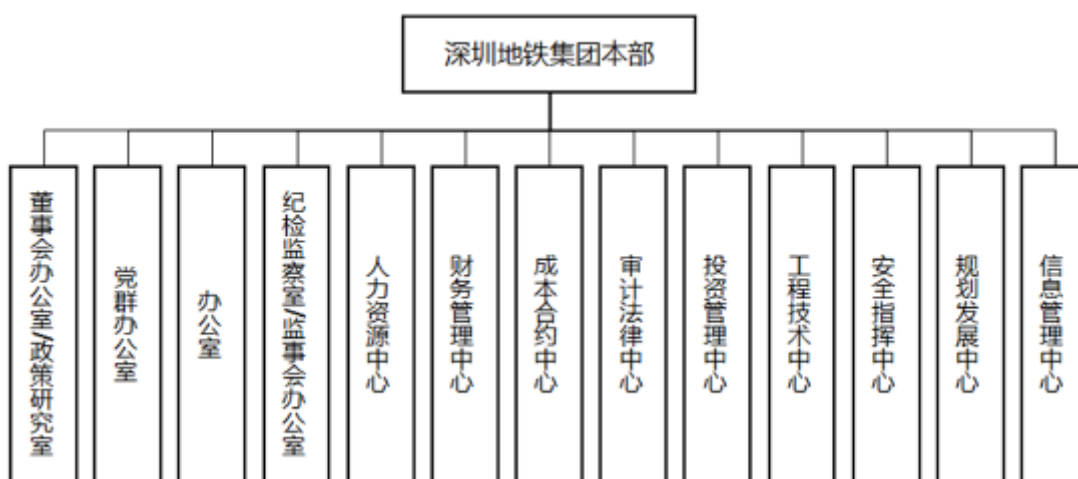 深圳地铁集团本部
董事会办公室/政策研究室
党群办公室
办公室
纪检监察室/监事会办公室
人力资源中心
财务管理中心
成本合约中心
审计法律中心
投资管理中心
工程技术中心
安全指挥中心
规划发展中心
信息管理中心